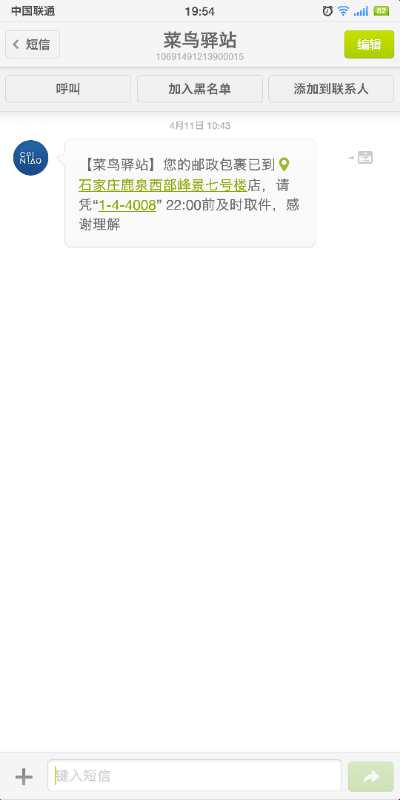 中国联通 19:54 82
短信 菜鸟驿站 编辑
10691491213900015
呼叫 加入黑名单 添加到联系人
4月11日 10:43
CAI
NIAO
【菜鸟驿站】您的邮政包裹已到
石家庄鹿泉西部峰景七号楼店，请
凭“1-4-4008” 22:00前及时取件，感
谢理解
键入短信